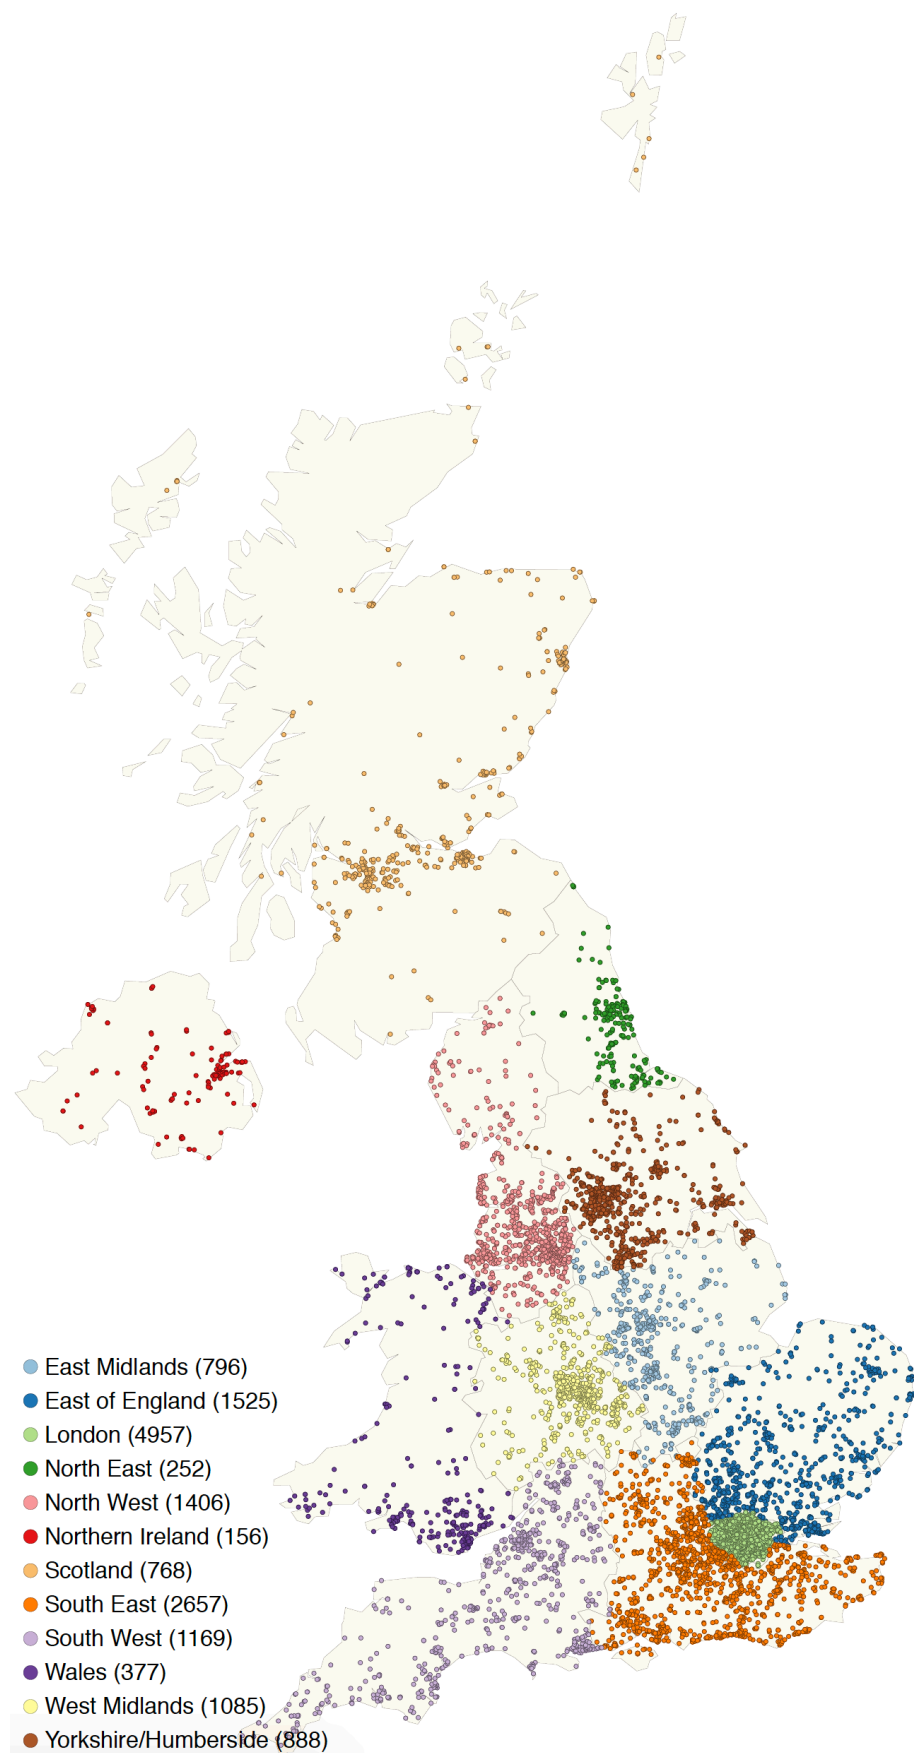 East Midlands (796)
East of England (1525)
London (4957)
North East (252)
North West (1406)
Northern Ireland (156)
Scotland (768)
South East (2657)
South West (1169)
Wales (377)
West Midlands (1085)
Yorkshire/Humberside (888)